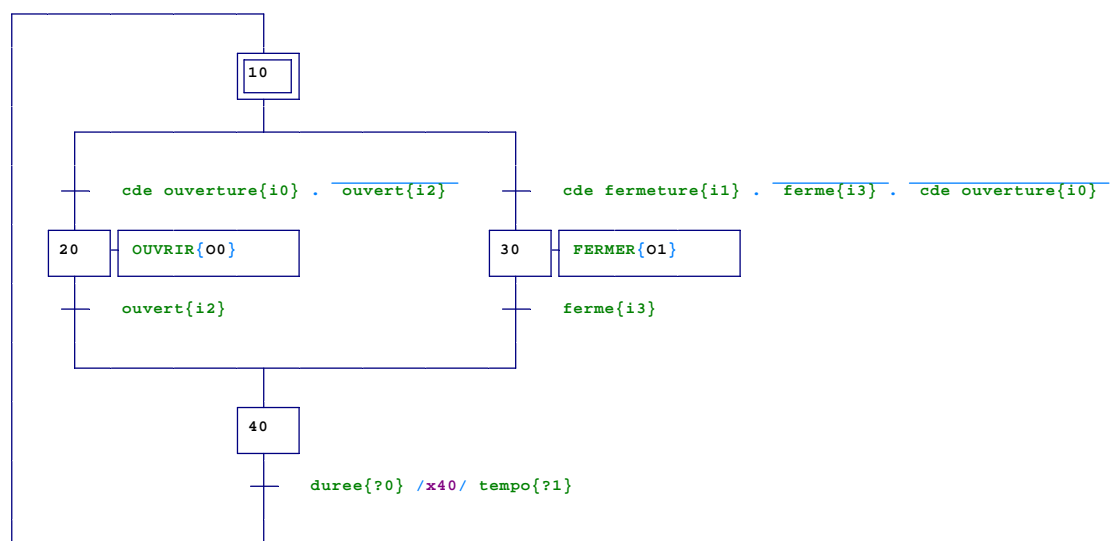 10
cde ouverture{i0} . ouvert{i2} cde fermeture{i1} . ferme{i3} . cde ouverture{i0}
20 OUVRIR{O0} 30 FERMER{O1}
ouvert{i2} ferme{i3}
40
duree{?0} /x40/ tempo{?1}